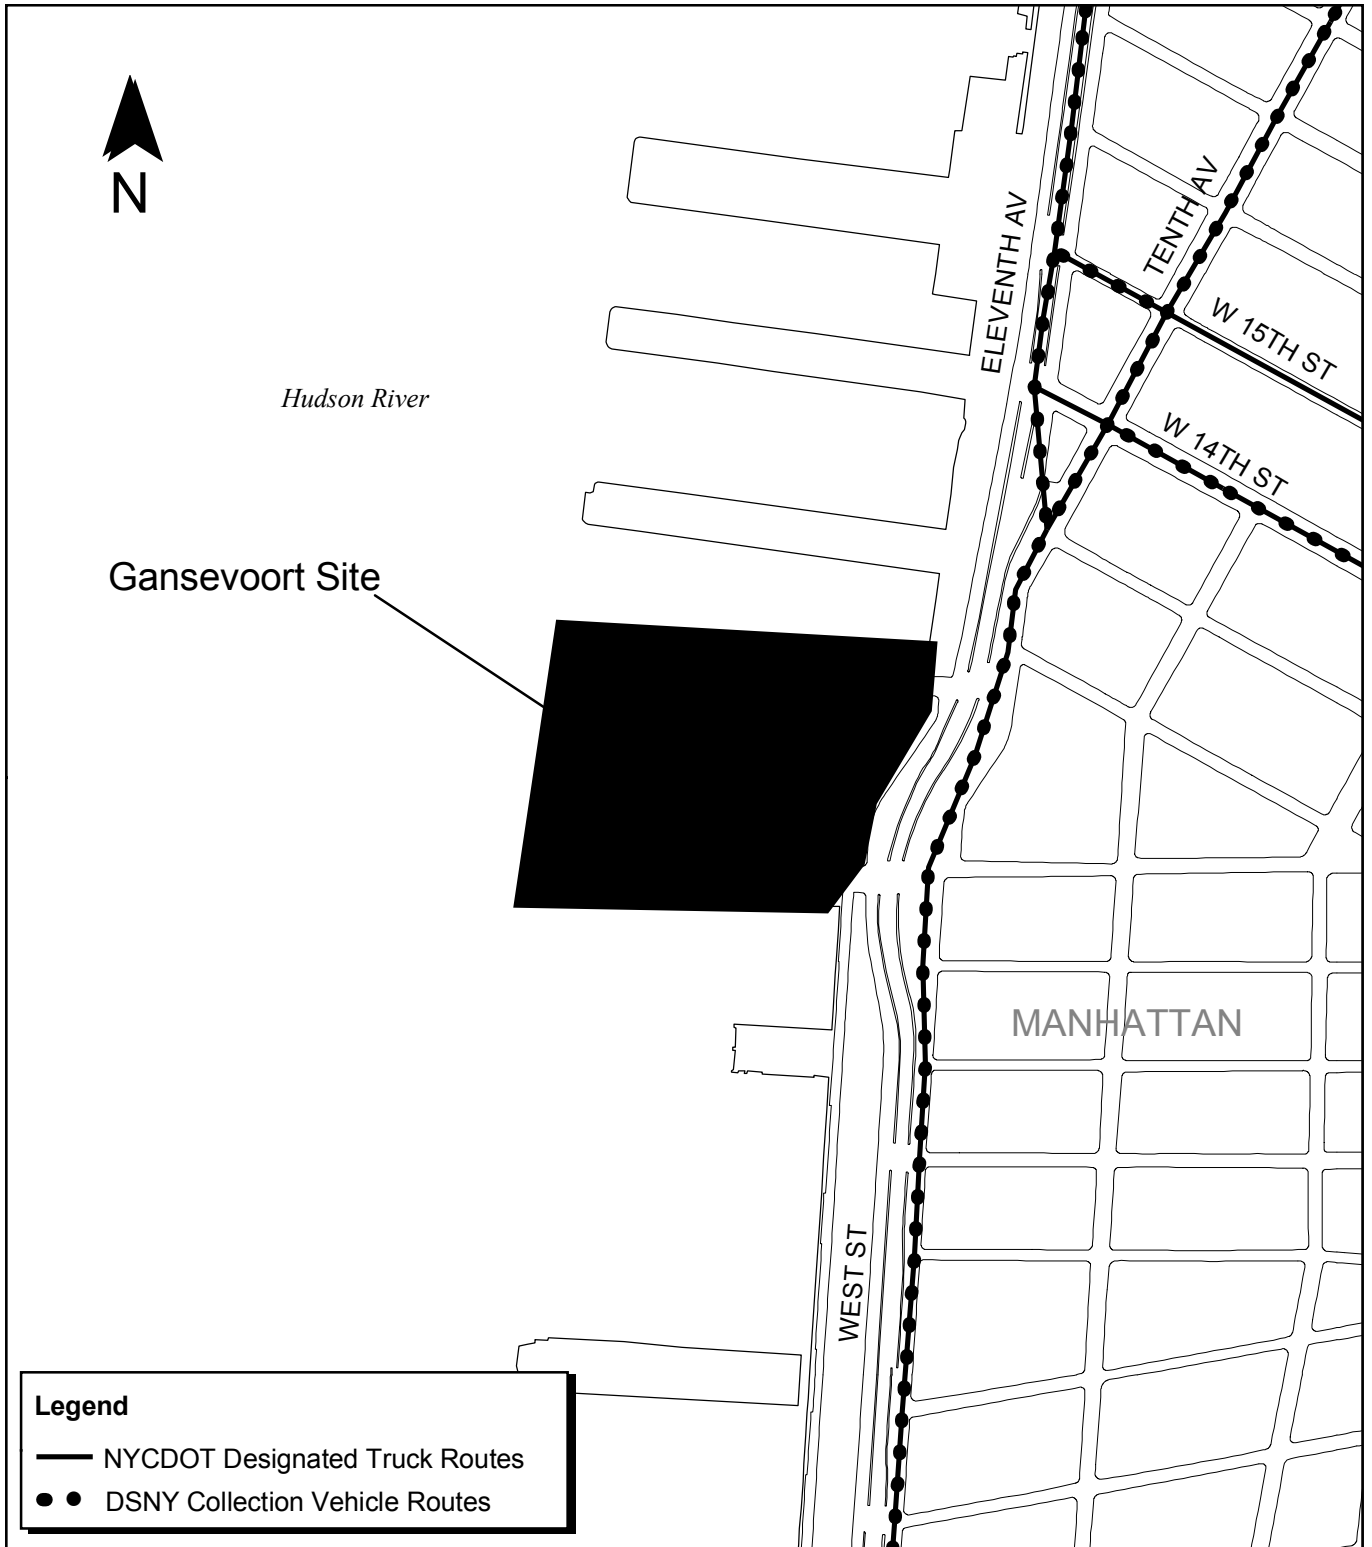 N
ELEVENTH AV
TENTH AV
W 15TH ST
Hudson River
W 14TH ST
Gansevoort Site
MANHATTAN
WEST ST
Legend
NYCDOT Designated Truck Routes
DSNY Collection Vehicle Routes